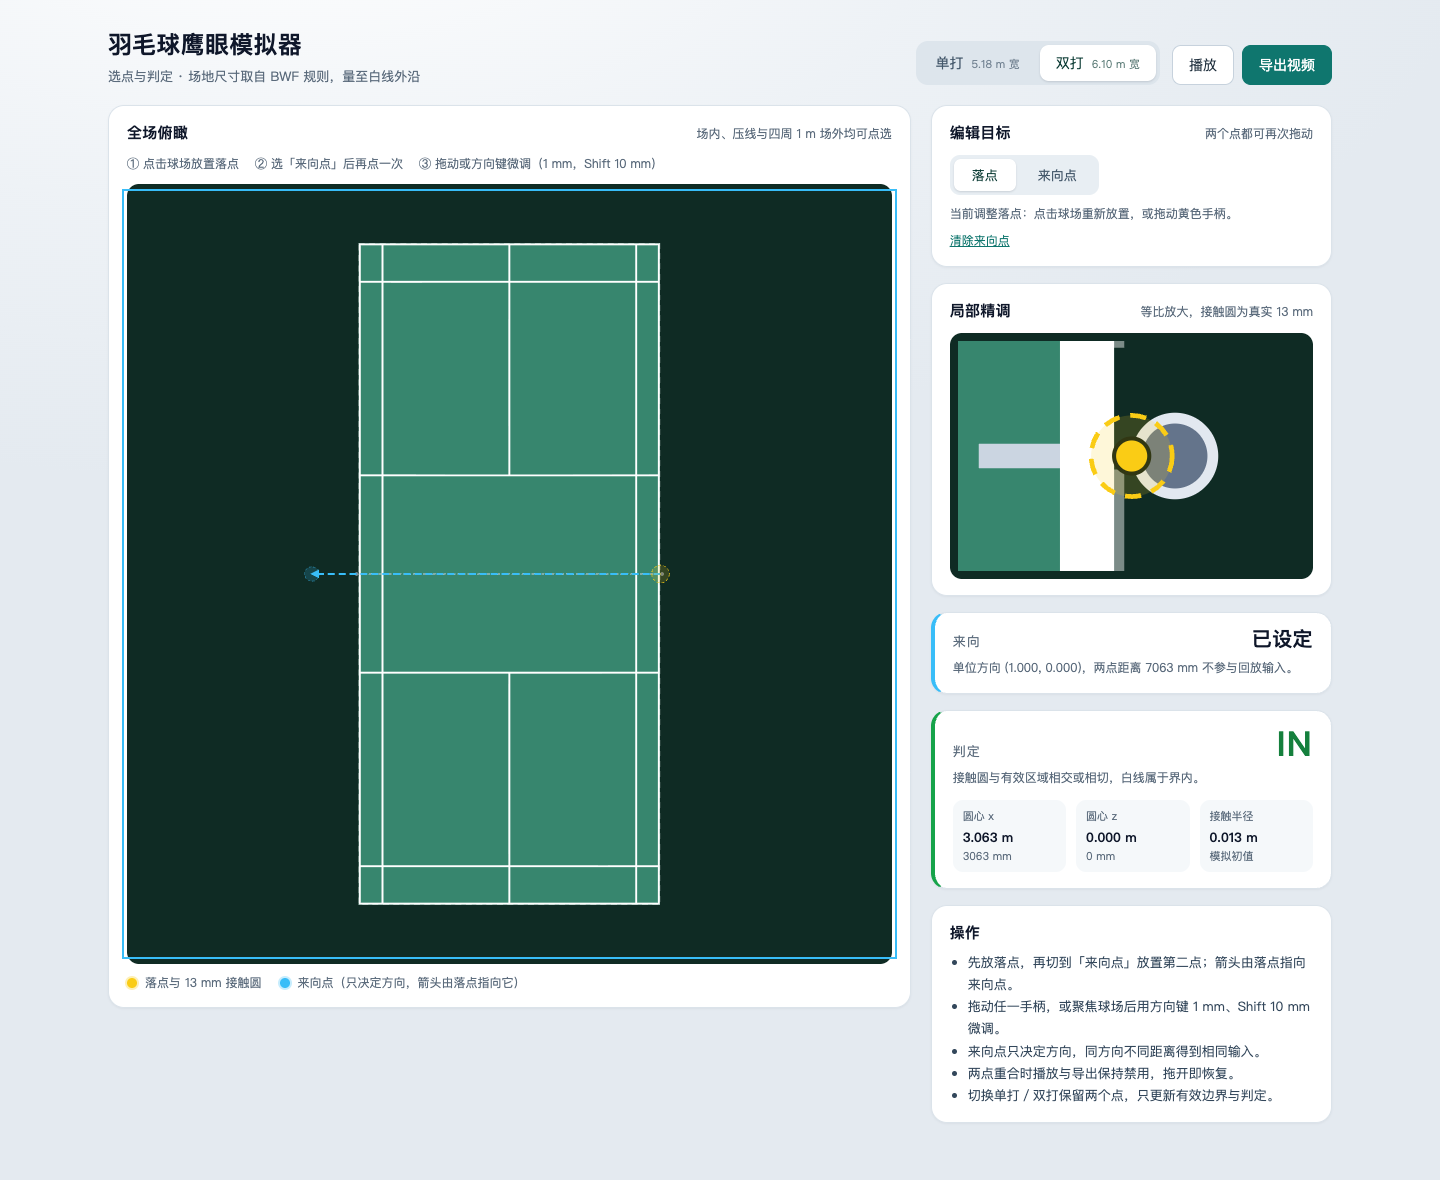 羽毛球鹰眼模拟器
选点与判定 · 场地尺寸取自 BWF 规则，量至白线外沿
单打 5.18 m 宽
双打 6.10 m 宽
播放
导出视频
全场俯瞰
场内、压线与四周 1 m 场外均可点选
① 点击球场放置落点 ② 选「来向点」后再点一次 ③ 拖动或方向键微调（1 mm，Shift 10 mm）
落点与 13 mm 接触圆
来向点（只决定方向，箭头由落点指向它）
编辑目标
两个点都可再次拖动
落点
来向点
当前调整落点：点击球场重新放置，或拖动黄色手柄。
清除来向点
局部精调
等比放大，接触圆为真实 13 mm
来向
已设定
单位方向 (1.000, 0.000)，两点距离 7063 mm 不参与回放输入。
判定
IN
接触圆与有效区域相交或相切，白线属于界内。
圆心 x
3.063 m
3063 mm
圆心 z
0.000 m
0 mm
接触半径
0.013 m
模拟初值
操作
先放落点，再切到「来向点」放置第二点；箭头由落点指向
来向点。
拖动任一手柄，或聚焦球场后用方向键 1 mm、Shift 10 mm
微调。
来向点只决定方向，同方向不同距离得到相同输入。
两点重合时播放与导出保持禁用，拖开即恢复。
切换单打 / 双打保留两个点，只更新有效边界与判定。